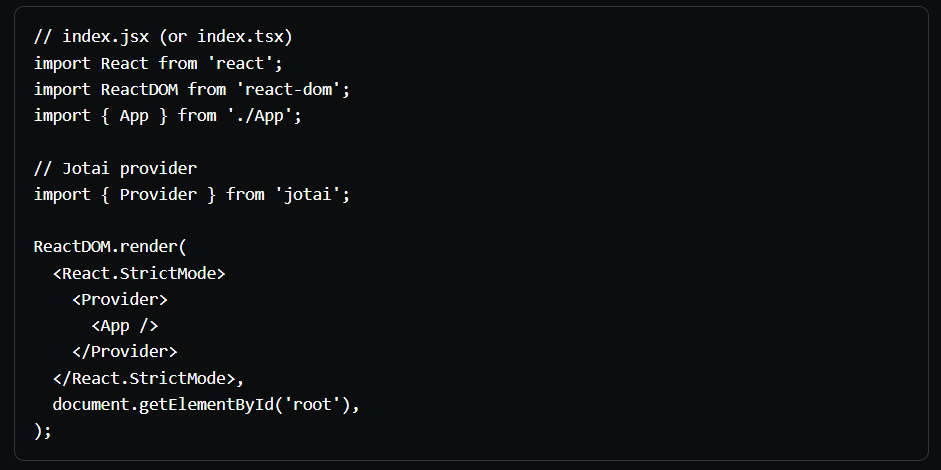 // index.jsx (or index.tsx)
import React from 'react';
import ReactDOM from 'react-dom';
import { App } from './App';

// Jotai provider
import { Provider } from 'jotai';

ReactDOM.render(
  <React.StrictMode>
    <Provider>
      <App />
    </Provider>
  </React.StrictMode>,
  document.getElementById('root'),
);